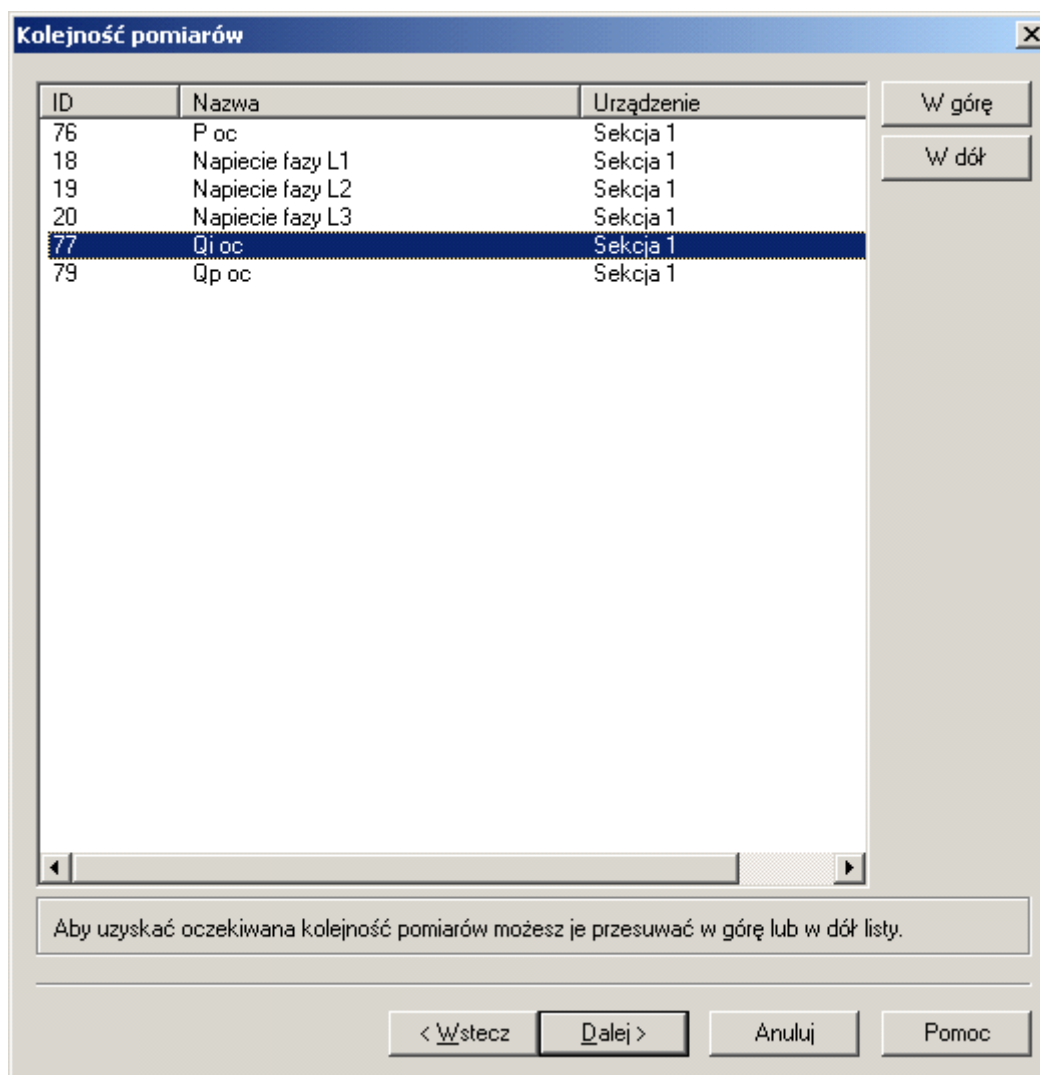 Kolejność pomiarów
ID Nazwa Urządzenie
76 P oc Sekcja 1
18 Napiecie fazy L1 Sekcja 1
19 Napiecie fazy L2 Sekcja 1
20 Napiecie fazy L3 Sekcja 1
77 Qi oc Sekcja 1
79 Qp oc Sekcja 1
W górę
W dół
Aby uzyskać oczekiwana kolejność pomiarów możesz je przesuwać w górę lub w dół listy.
< Wstecz Dalej > Anuluj Pomoc